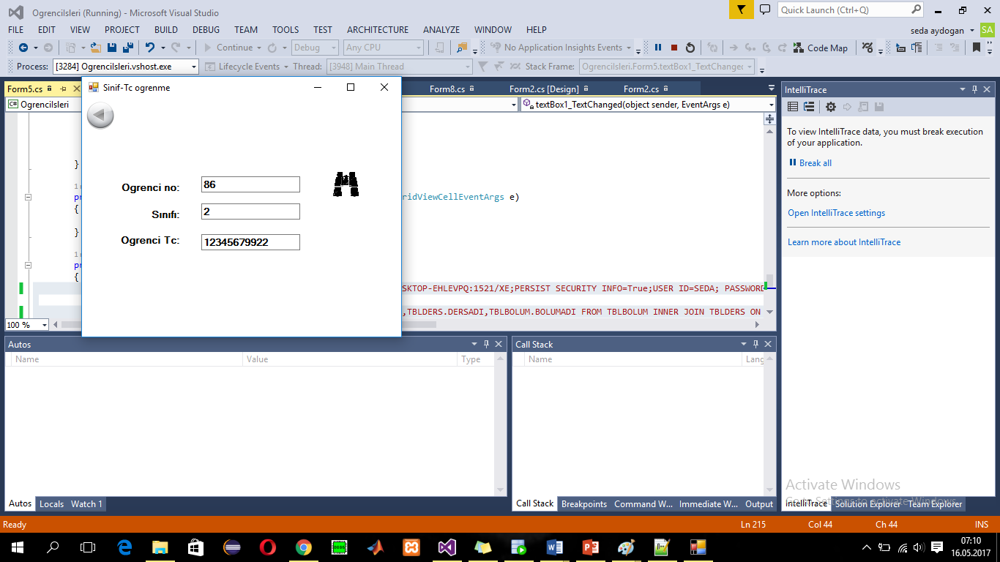 Ogrencilsleri (Running) - Microsoft Visual Studio
Quick Launch (Ctrl+Q)
FILE EDIT VIEW PROJECT BUILD DEBUG TEAM TOOLS TEST ARCHITECTURE ANALYZE WINDOW HELP
seda aydogan SA
Continue Debug Any CPU No Application Insights Events Code Map
Process: [3284] Ogrencilsleri.vshost.exe Lifecycle Events Thread: [3948] Main Thread Stack Frame: Ogrencilsleri.Form5.textBox1_TextChanged
Form5.cs Form8.cs Form2.cs [Design] Form2.cs
C# Ogrencilsleri textBox1_TextChanged(object sender, EventArgs e)
Sinif-Tc ogrenme
Ogrenci no: 86
Sınıfı: 2
Ogrenci Tc: 12345679922
}
pr ridViewCellEventArgs e)
{
}
pr
{
SKTOP-EHLEVPQ:1521/XE;PERSIST SECURITY INFO=True;USER ID=SEDA; PASSWORD
,TBLDERS.DERSADI,TBLBOLUM.BOLUMADI FROM TBLBOLUM INNER JOIN TBLDERS ON
100 %
IntelliTrace
To view IntelliTrace data, you must break execution
of your application.
Break all
More options:
Open IntelliTrace settings
Learn more about IntelliTrace
Autos
Name Value Type
Call Stack
Name Lang
Autos Locals Watch 1
Call Stack Breakpoints Command W... Immediate W... Output
Activate Windows
Go to Settings to activate Windows.
IntelliTrace Solution Explorer Team Explorer
Ready Ln 215 Col 44 Ch 44 INS
07:10
16.05.2017